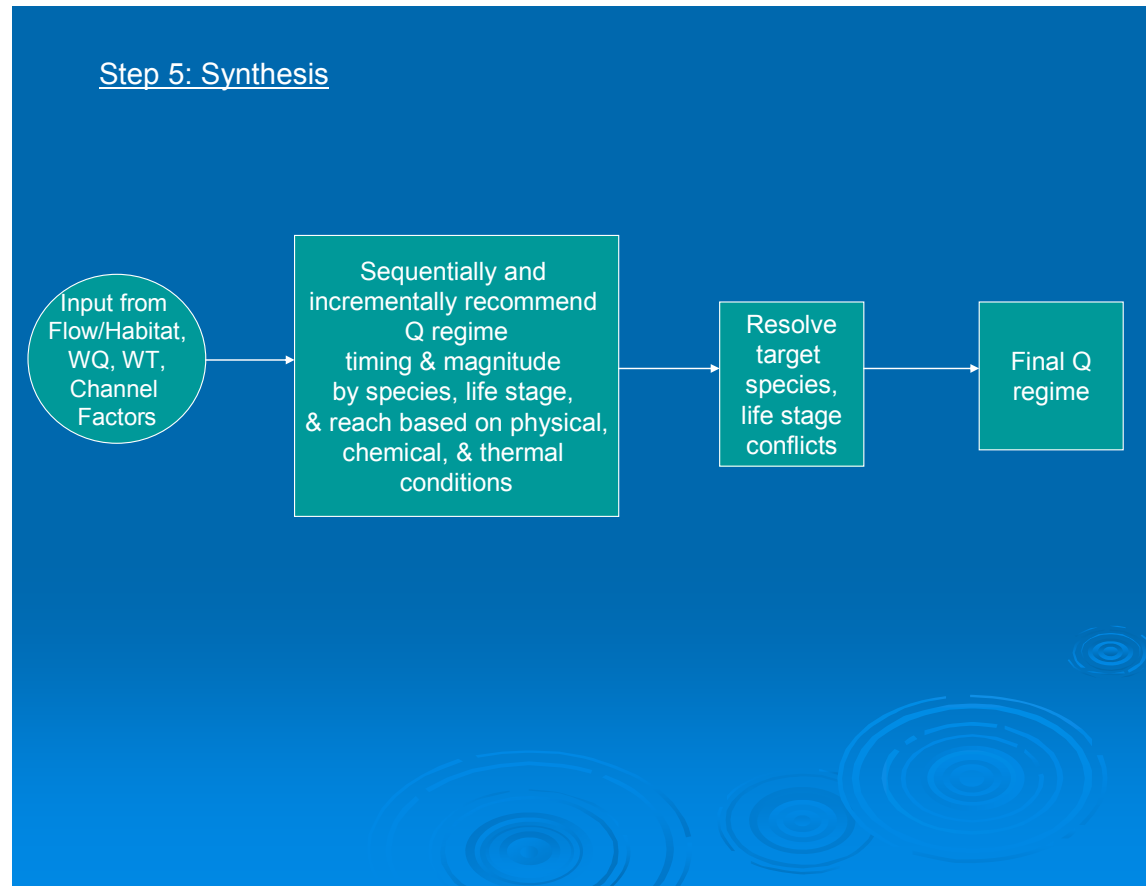 Step 5: Synthesis
Input from
Flow/Habitat,
WQ, WT,
Channel
Factors
Sequentially and
incrementally recommend
Q regime
timing & magnitude
by species, life stage,
& reach based on physical,
chemical, & thermal
conditions
Resolve
target
species,
life stage
conflicts
Final Q
regime